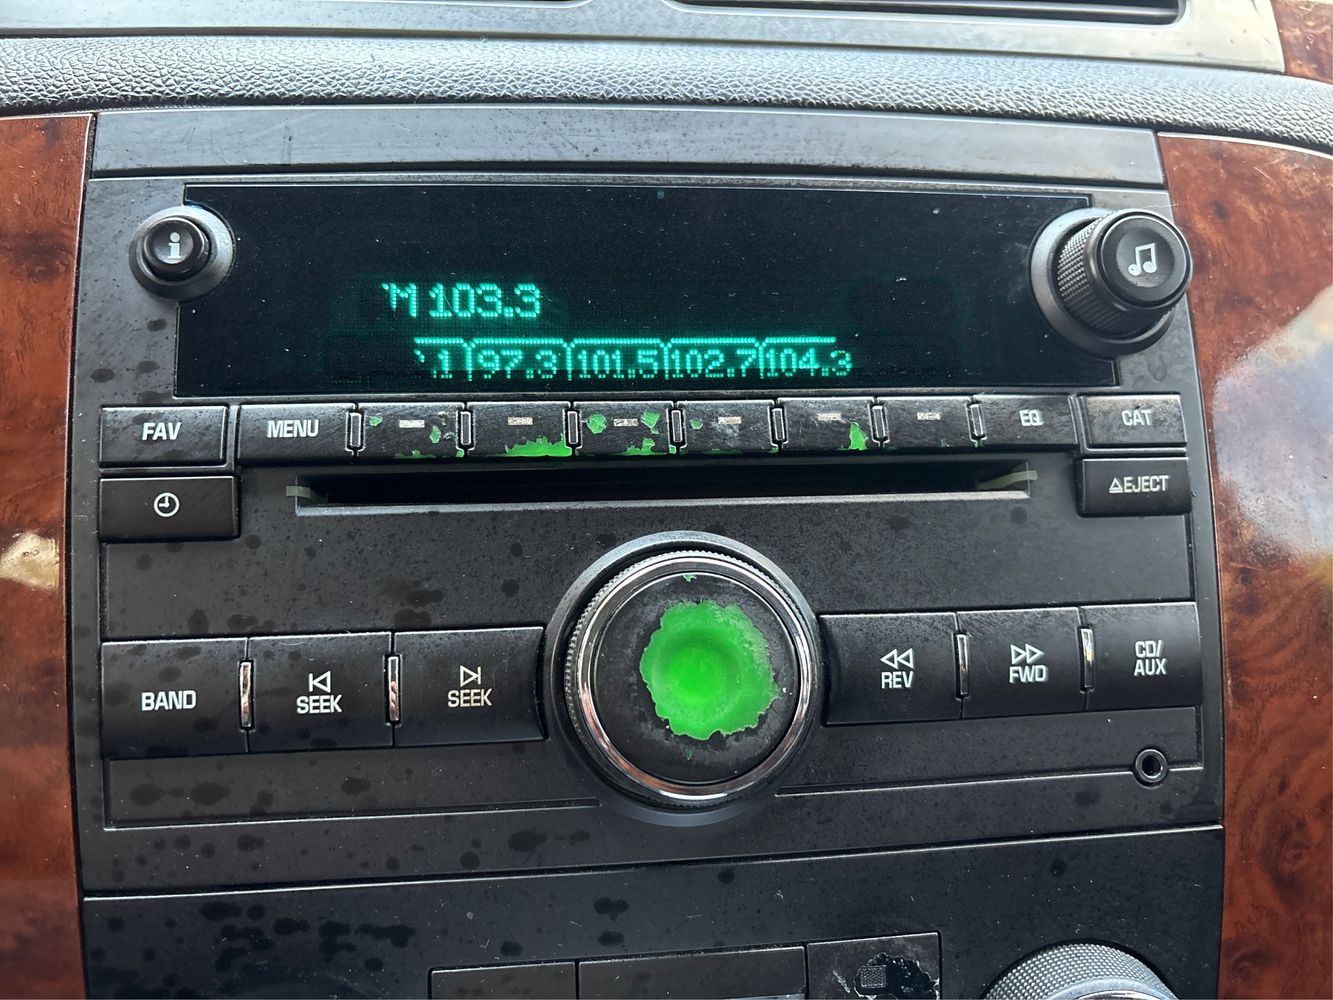 M 103.3
.1 97.3 101.5 102.7 104.3
FAV MENU EQ CAT
EJECT
BAND SEEK SEEK REV FWD CD/
AUX